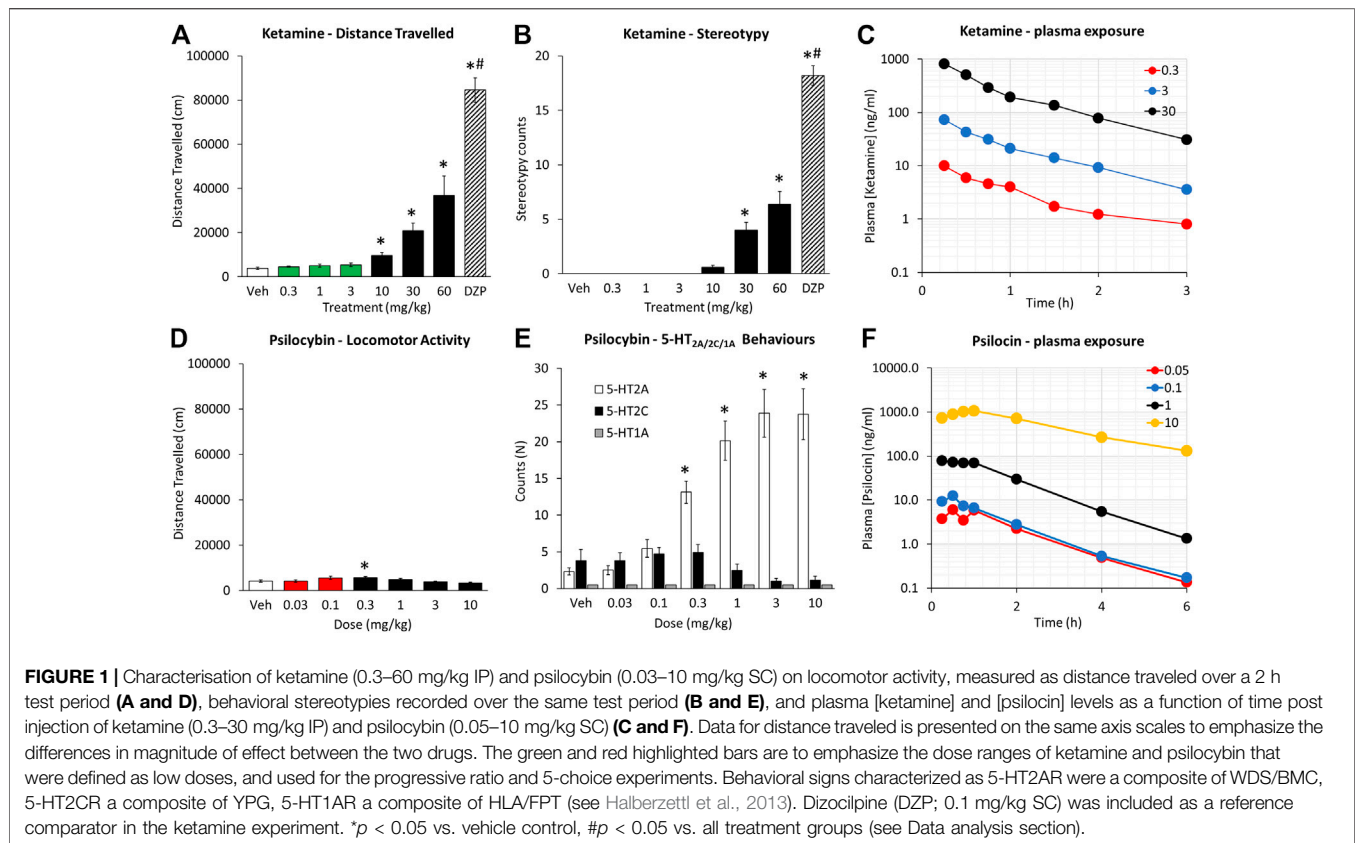 A
Ketamine - Distance Travelled
Distance Travelled (cm)
100000
80000
60000
40000
20000
0
* * * *#
Veh 0.3 1 3 10 30 60 DZP
Treatment (mg/kg)
B
Ketamine - Stereotypy
Stereotypy counts
20
15
10
5
0
* * *#
Veh 0.3 1 3 10 30 60 DZP
Treatment (mg/kg)
C
Ketamine - plasma exposure
Plasma [Ketamine] (ng/ml)
1000
100
10
1
0.1
0.3
3
30
0 1 2 3
Time (h)
D
Psilocybin - Locomotor Activity
Distance Travelled (cm)
100000
80000
60000
40000
20000
0
*
Veh 0.03 0.1 0.3 1 3 10
Dose (mg/kg)
E
Psilocybin - 5-HT2A/2C/1A Behaviours
Counts (N)
30
25
20
15
10
5
0
5-HT2A
5-HT2C
5-HT1A
* * * *
Veh 0.03 0.1 0.3 1 3 10
Dose (mg/kg)
F
Psilocin - plasma exposure
Plasma [Psilocin] (ng/ml)
10000.0
1000.0
100.0
10.0
1.0
0.1
0.05
0.1
1
10
0 2 4 6
Time (h)
FIGURE 1 | Characterisation of ketamine (0.3–60 mg/kg IP) and psilocybin (0.03–10 mg/kg SC) on locomotor activity, measured as distance traveled over a 2 h
test period (A and D), behavioral stereotypies recorded over the same test period (B and E), and plasma [ketamine] and [psilocin] levels as a function of time post
injection of ketamine (0.3–30 mg/kg IP) and psilocybin (0.05–10 mg/kg SC) (C and F). Data for distance traveled is presented on the same axis scales to emphasize the
differences in magnitude of effect between the two drugs. The green and red highlighted bars are to emphasize the dose ranges of ketamine and psilocybin that
were defined as low doses, and used for the progressive ratio and 5-choice experiments. Behavioral signs characterized as 5-HT2AR were a composite of WDS/BMC,
5-HT2CR a composite of YPG, 5-HT1AR a composite of HLA/FPT (see Halberzettl et al., 2013). Dizocilpine (DZP; 0.1 mg/kg SC) was included as a reference
comparator in the ketamine experiment. *p < 0.05 vs. vehicle control, #p < 0.05 vs. all treatment groups (see Data analysis section).